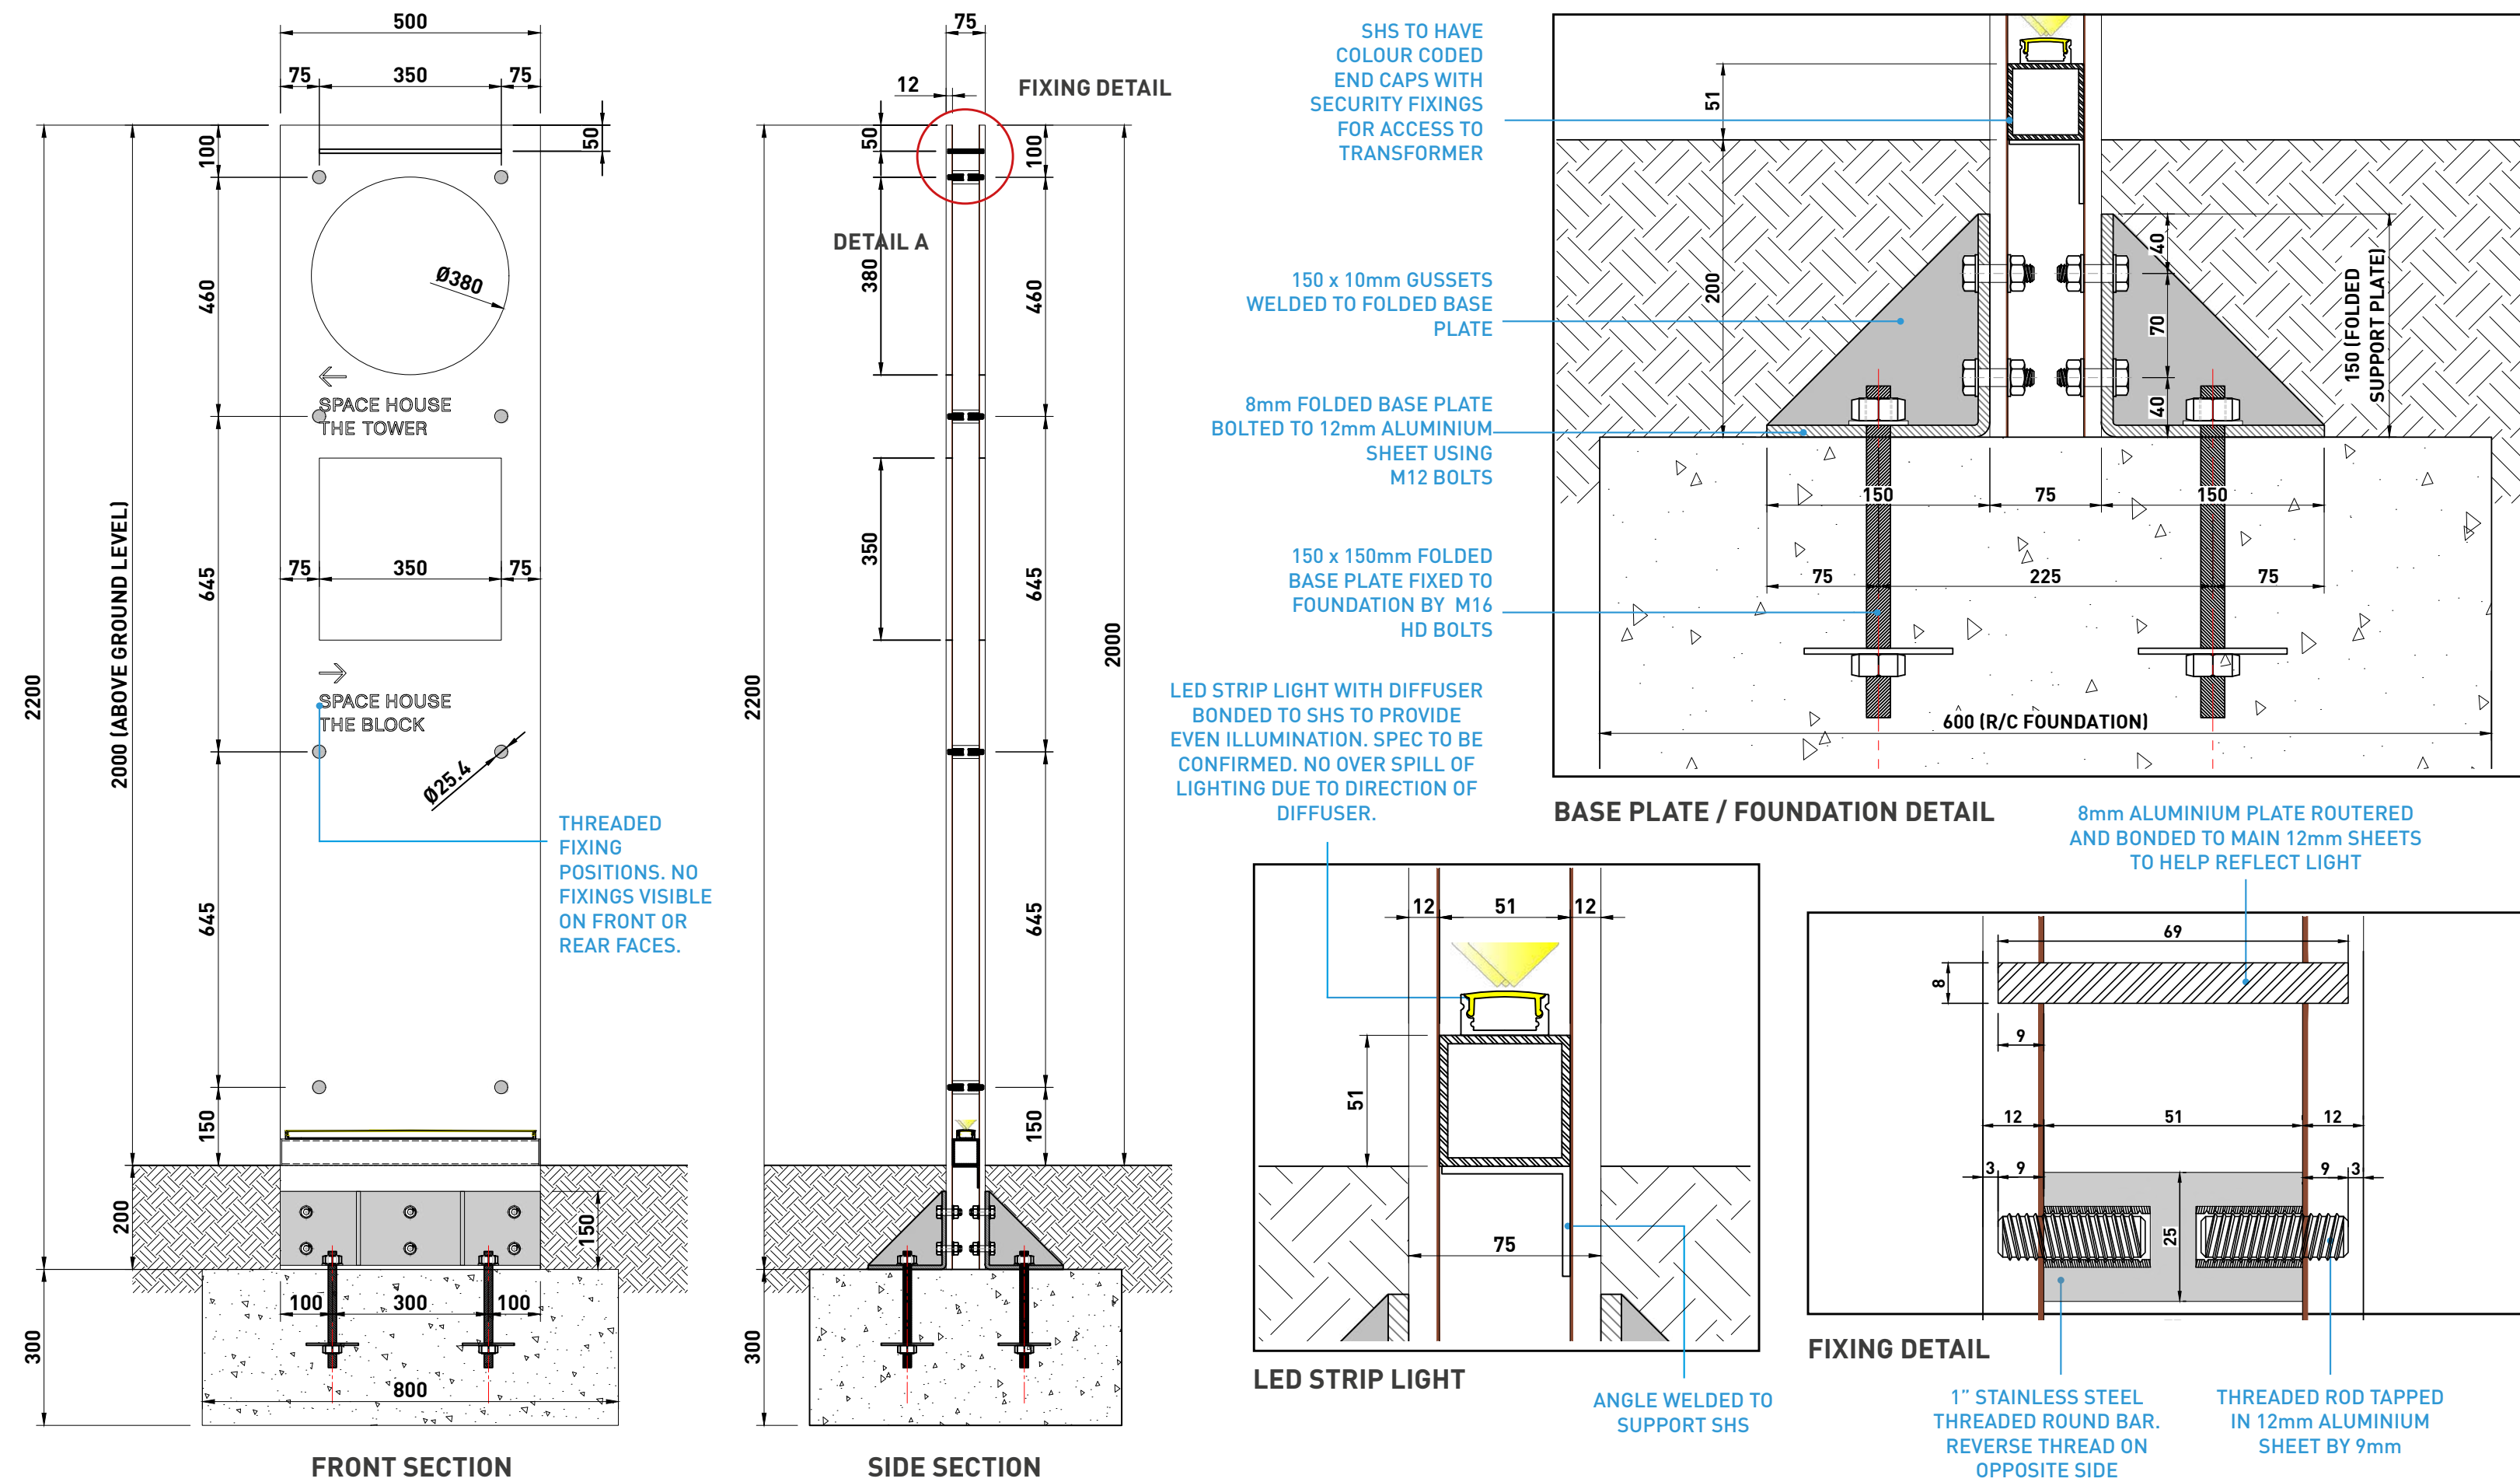 500
75
350
75
50
100
460
645
645
150
200
2200
2000 (ABOVE GROUND LEVEL)
300
Ø380
SPACE HOUSE
THE TOWER
75
350
75
SPACE HOUSE
THE BLOCK
Ø25.4
THREADED
FIXING
POSITIONS. NO
FIXINGS VISIBLE
ON FRONT OR
REAR FACES.
150
100
300
100
800
FRONT SECTION
75
12
FIXING DETAIL
50
100
DETAIL A
380
460
350
645
2000
2200
645
150
300
SIDE SECTION
SHS TO HAVE
COLOUR CODED
END CAPS WITH
SECURITY FIXINGS
FOR ACCESS TO
TRANSFORMER
150 x 10mm GUSSETS
WELDED TO FOLDED BASE
PLATE
8mm FOLDED BASE PLATE
BOLTED TO 12mm ALUMINIUM
SHEET USING
M12 BOLTS
150 x 150mm FOLDED
BASE PLATE FIXED TO
FOUNDATION BY M16
HD BOLTS
51
200
40
70
40
150 (FOLDED
SUPPORT PLATE)
150
75
150
75
225
75
600 (R/C FOUNDATION)
BASE PLATE / FOUNDATION DETAIL
LED STRIP LIGHT WITH DIFFUSER
BONDED TO SHS TO PROVIDE
EVEN ILLUMINATION. SPEC TO BE
CONFIRMED. NO OVER SPILL OF
LIGHTING DUE TO DIRECTION OF
DIFFUSER.
12
51
12
51
75
LED STRIP LIGHT
ANGLE WELDED TO
SUPPORT SHS
8mm ALUMINIUM PLATE ROUTERED
AND BONDED TO MAIN 12mm SHEETS
TO HELP REFLECT LIGHT
69
8
9
12
51
12
3
9
9
3
25
FIXING DETAIL
1” STAINLESS STEEL
THREADED ROUND BAR.
REVERSE THREAD ON
OPPOSITE SIDE
THREADED ROD TAPPED
IN 12mm ALUMINIUM
SHEET BY 9mm